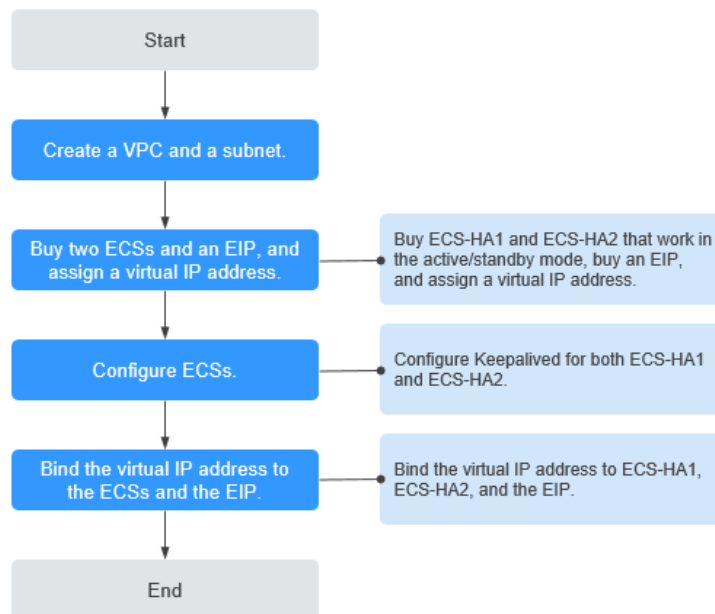 Start
Create a VPC and a subnet.
Buy two ECSs and an EIP, and
assign a virtual IP address.
Buy ECS-HA1 and ECS-HA2 that work in
the active/standby mode, buy an EIP,
and assign a virtual IP address.
Configure ECSs.
Configure Keepalived for both ECS-HA1
and ECS-HA2.
Bind the virtual IP address to
the ECSs and the EIP.
Bind the virtual IP address to ECS-HA1,
ECS-HA2, and the EIP.
End